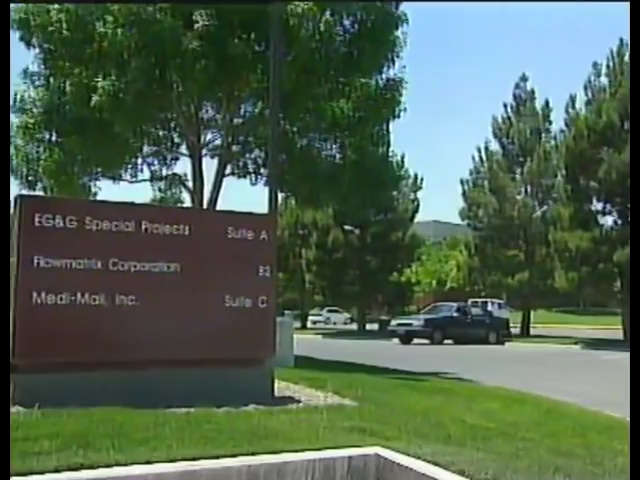 EG&G Special Projects Suite A
Flowmatrix Corporation B3
Medi-Mail, Inc. Suite C